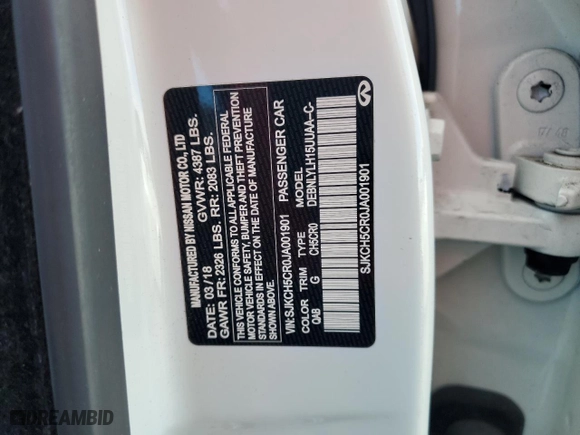 MANUFACTURED BY NISSAN MOTOR CO., LTD
DATE: 03 / 18 GVWR: 4387 LBS.
GAWR FR: 2326 LBS. RR: 2083 LBS.
THIS VEHICLE CONFORMS TO ALL APPLICABLE FEDERAL
MOTOR VEHICLE SAFETY, BUMPER AND THEFT PREVENTION
STANDARDS IN EFFECT ON THE DATE OF MANUFACTURE
SHOWN ABOVE.
VIN: SJKCH5CR0JA001901 PASSENGER CAR
COLOR TRIM TYPE MODEL
QAB G CH5CR0 DEBNLYLH15UUAA-C-
SJKCH5CR0JA001901
DREAMBID